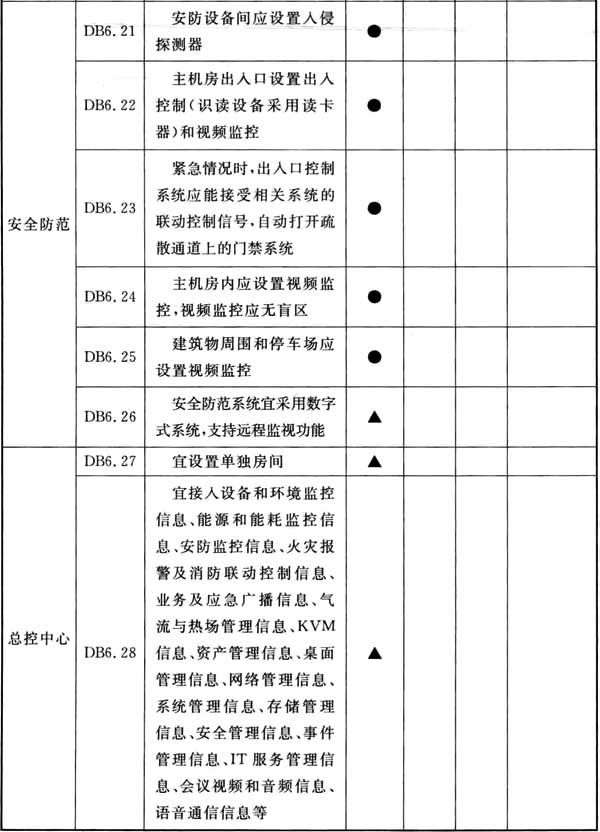 安全防范
DB6.21
安防设备间应设置入侵
探测器
●
DB6.22
主机房出入口设置出入
控制(识读设备采用读卡
器)和视频监控
●
DB6.23
紧急情况时,出入口控制
系统应能接受相关系统的
联动控制信号,自动打开疏
散通道上的门禁系统
●
DB6.24
主机房内应设置视频监
控,视频监控应无盲区
●
DB6.25
建筑物周围和停车场应
设置视频监控
●
DB6.26
安全防范系统宜采用数字
式系统,支持远程监视功能
▲
总控中心
DB6.27
宜设置单独房间
▲
DB6.28
宜接入设备和环境监控
信息、能源和能耗监控信
息、安防监控信息、火灾报
警及消防联动控制信息、
业务及应急广播信息、气
流与热场管理信息、KVM
信息、资产管理信息、桌面
管理信息、网络管理信息、
系统管理信息、存储管理
信息、安全管理信息、事件
管理信息、IT 服务管理信
息、会议视频和音频信息、
语音通信信息等
▲